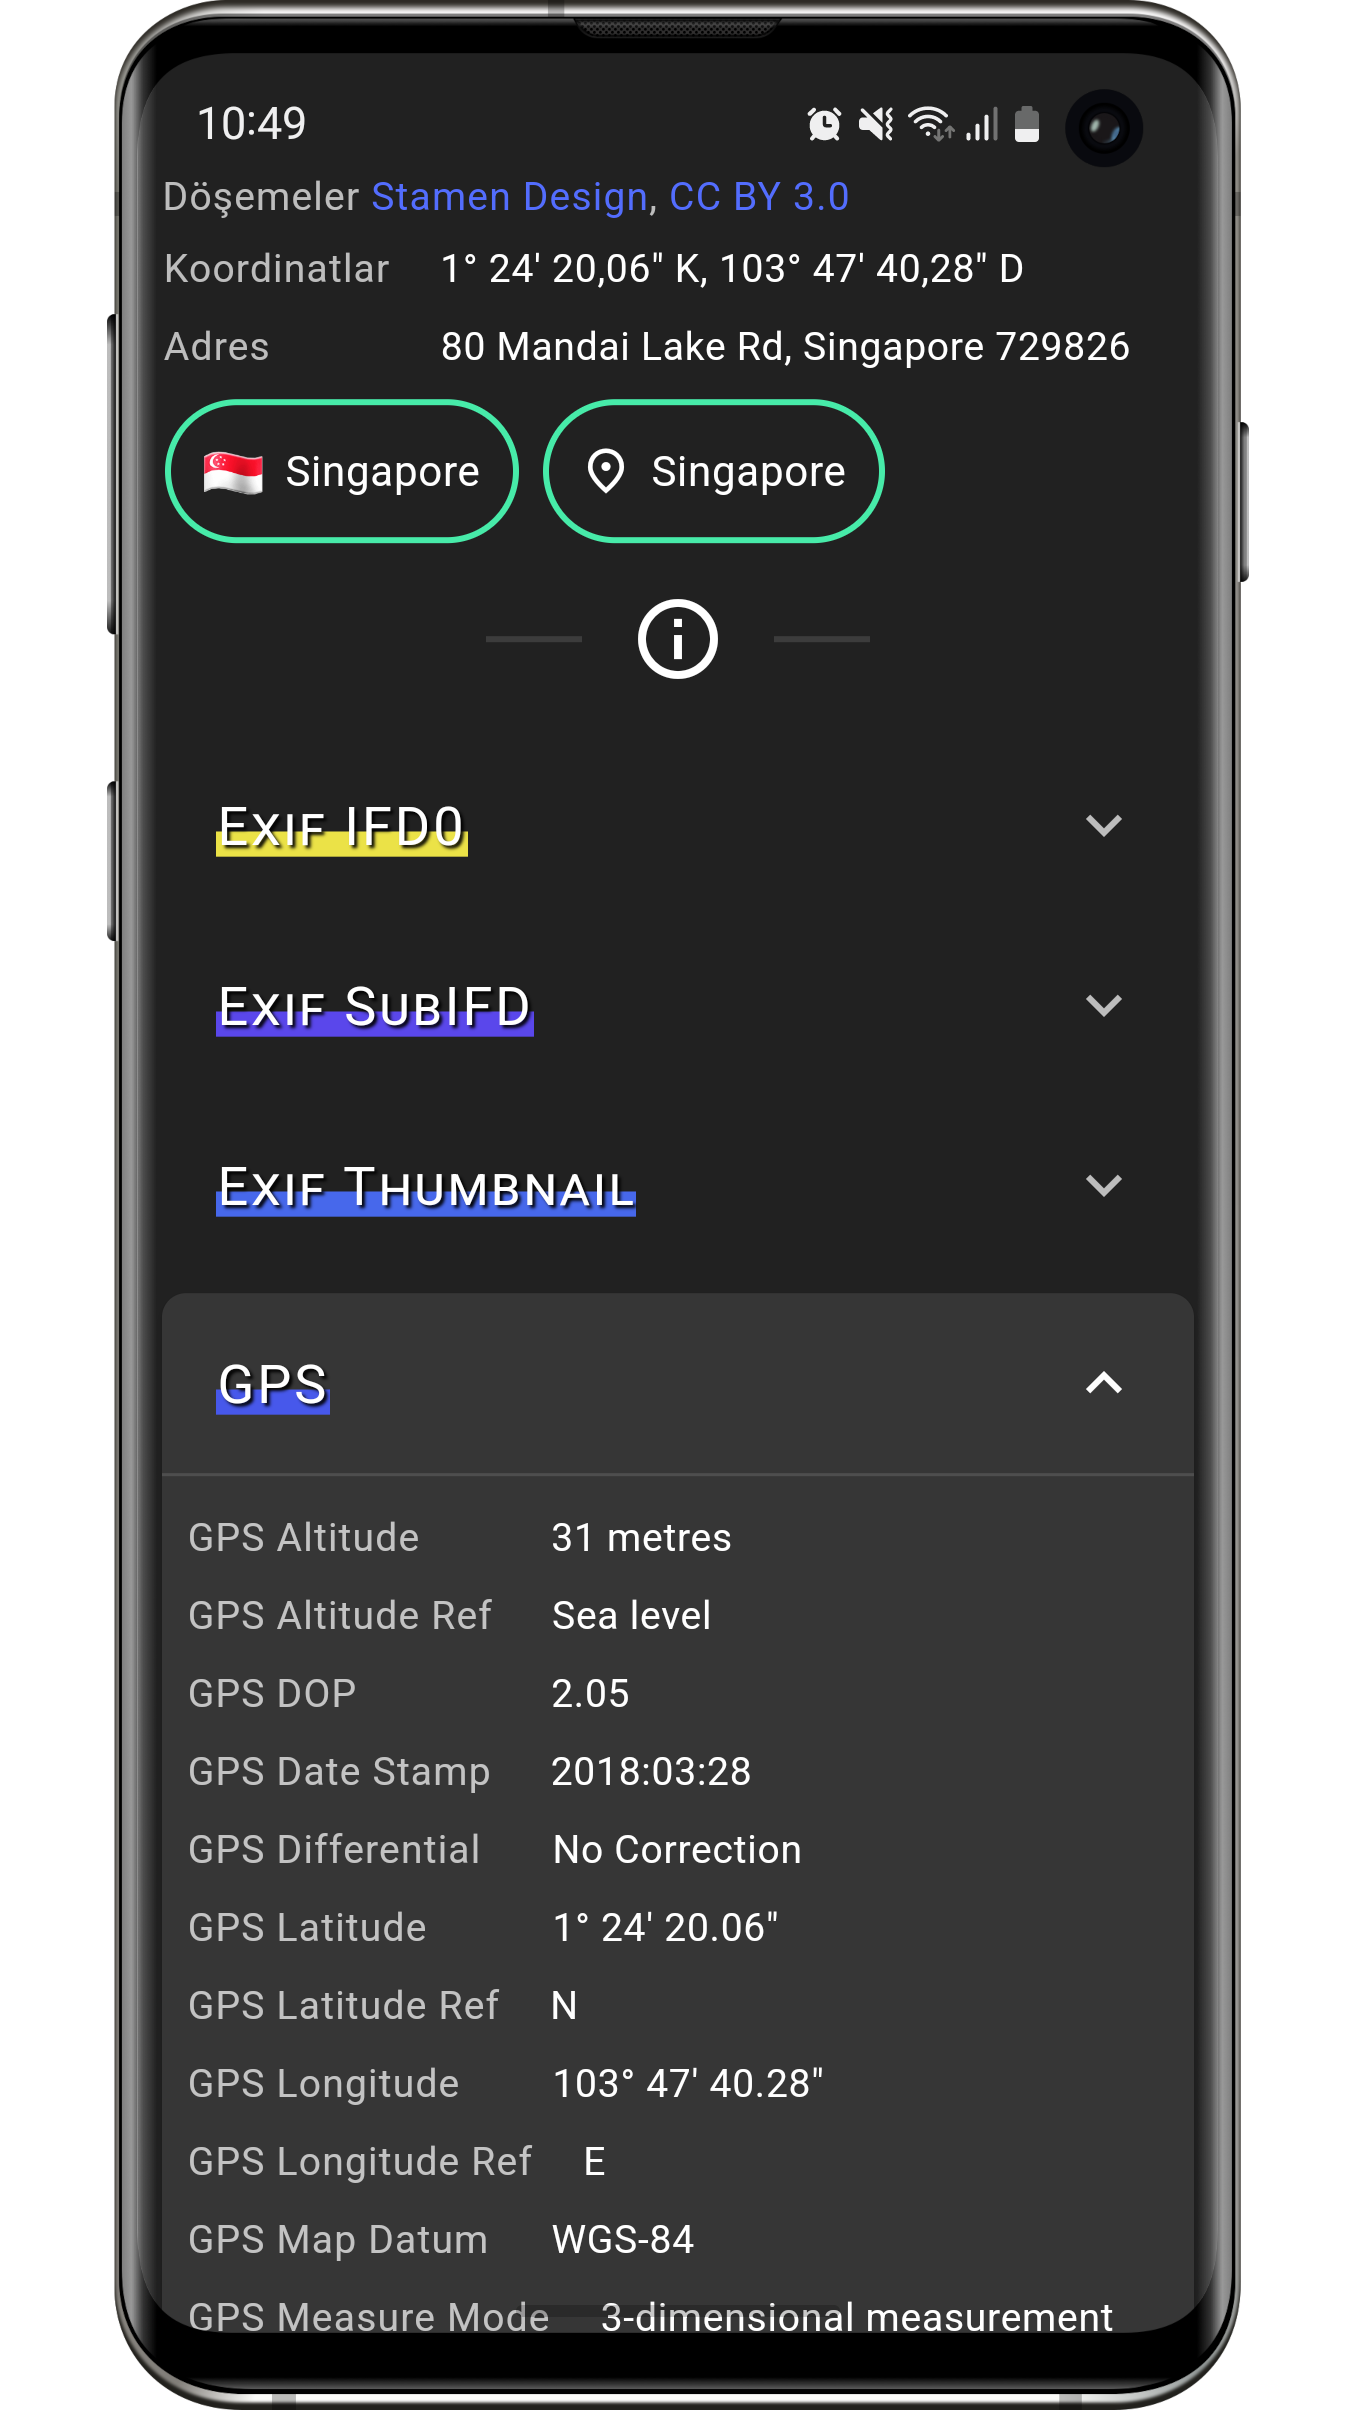 10:49
Döşemeler Stamen Design, CC BY 3.0
Koordinatlar 1° 24' 20,06" K, 103° 47' 40,28" D
Adres 80 Mandai Lake Rd, Singapore 729826
Singapore Singapore
Exif IFD0
Exif SubIFD
Exif Thumbnail
GPS
GPS Altitude 31 metres
GPS Altitude Ref Sea level
GPS DOP 2.05
GPS Date Stamp 2018:03:28
GPS Differential No Correction
GPS Latitude 1° 24' 20.06"
GPS Latitude Ref N
GPS Longitude 103° 47' 40.28"
GPS Longitude Ref E
GPS Map Datum WGS-84
GPS Measure Mode 3-dimensional measurement